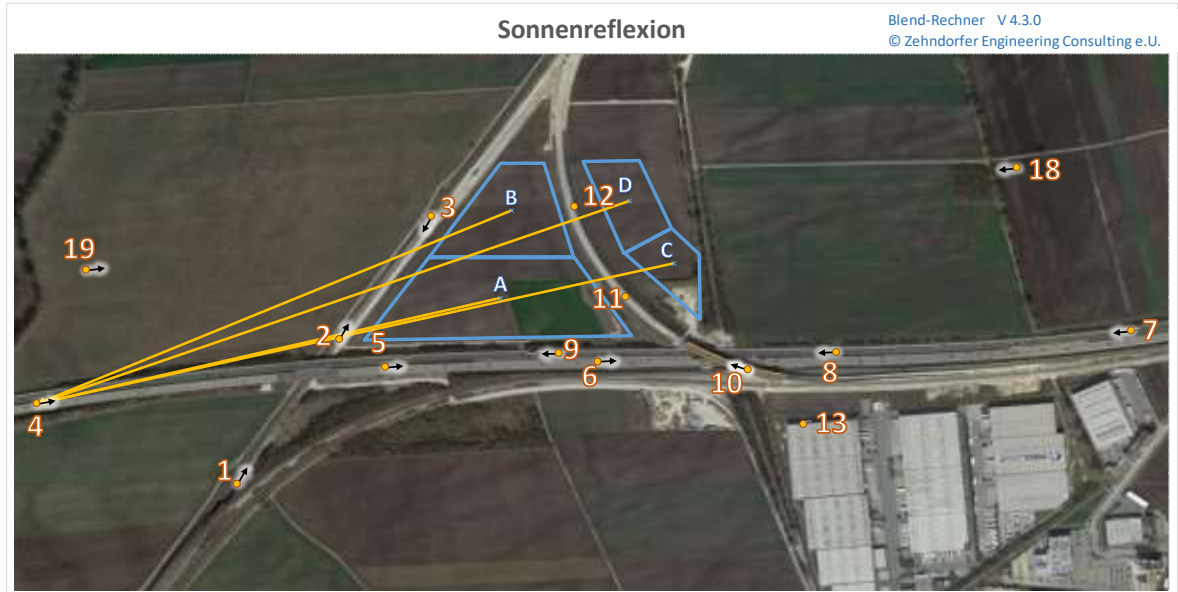 Sonnenreflexion
Blend-Rechner V 4.3.0
© Zehndorfer Engineering Consulting e.U.
18
D
12
B
3
C
19
A
11
2
5
9
7
6
8
10
4
13
1